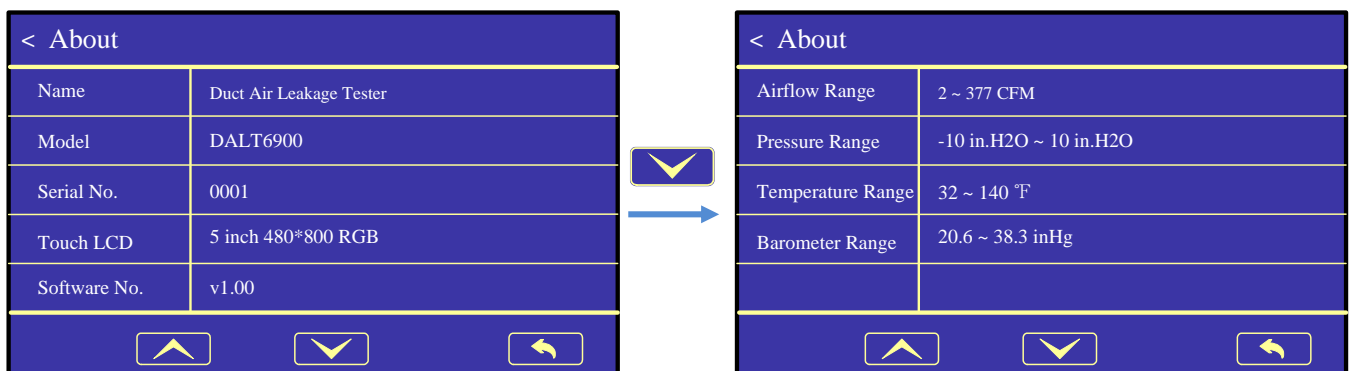 < About
Name Duct Air Leakage Tester
Model DALT6900
Serial No. 0001
Touch LCD 5 inch 480*800 RGB
Software No. v1.00
< About
Airflow Range 2 ~ 377 CFM
Pressure Range -10 in.H2O ~ 10 in.H2O
Temperature Range 32 ~ 140 ℉
Barometer Range 20.6 ~ 38.3 inHg